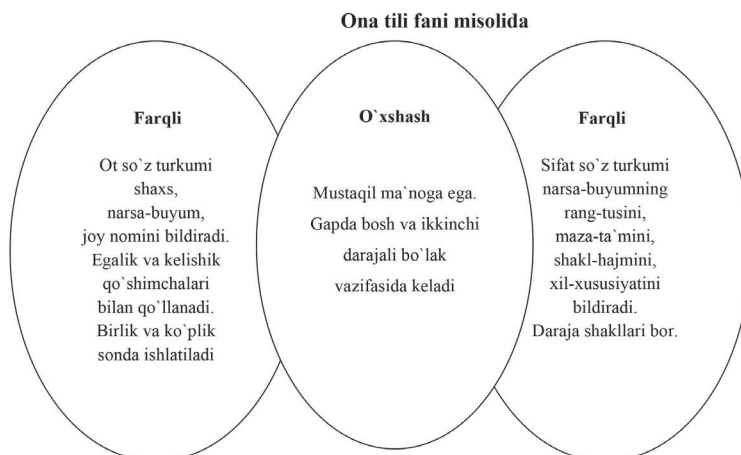 Ona tili fani misolida
Farqli
Ot so`z turkumi
shaxs,
narsa-buyum,
joy nomini bildiradi.
Egalik va kelishik
qo`shimchalari
bilan qo`llanadi.
Birlik va ko`plik
sonda ishlatiladi
O`xshash
Mustaqil ma`noga ega.
Gapda bosh va ikkinchi
darajali bo`lak
vazifasida keladi
Farqli
Sifat so`z turkumi
narsa-buyumning
rang-tusini,
maza-ta`mini,
shakl-hajmini,
xil-xususiyatini
bildiradi.
Daraja shakllari bor.